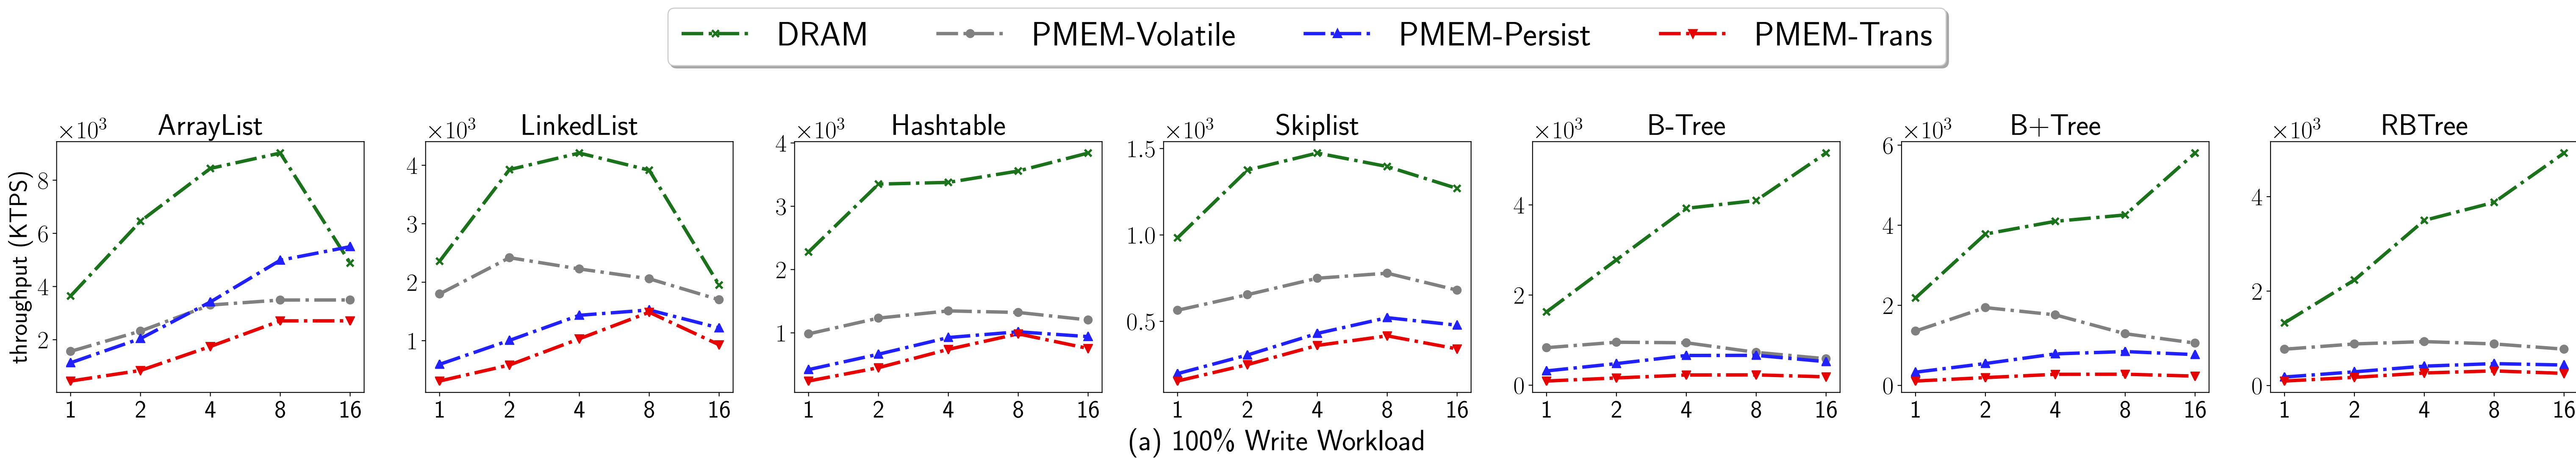 DRAM PMEM-Volatile PMEM-Persist PMEM-Trans
throughput (KTPS)
×10³ ArrayList
8
6
4
2
1 2 4 8 16
×10³ LinkedList
4
3
2
1
1 2 4 8 16
×10³ Hashtable
4
3
2
1
1 2 4 8 16
×10³ Skiplist
1.5
1.0
0.5
1 2 4 8 16
×10³ B-Tree
4
2
0
1 2 4 8 16
×10³ B+Tree
6
4
2
0
1 2 4 8 16
×10³ RBTree
4
2
0
1 2 4 8 16
(a) 100% Write Workload